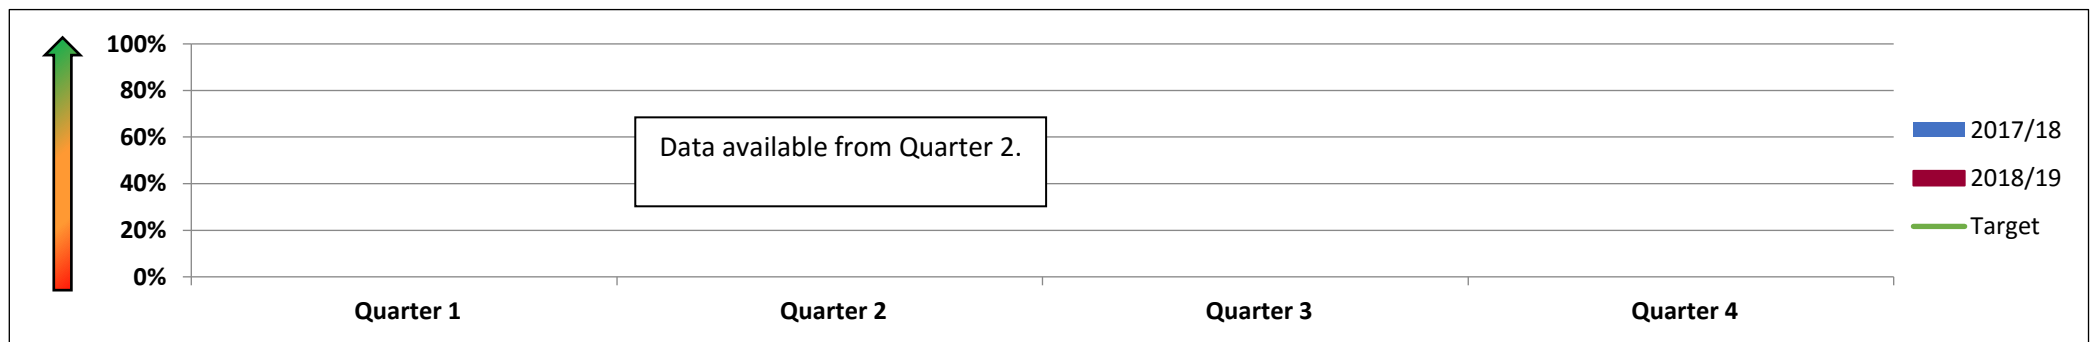 100%
80%
60%
40%
20%
0%
Data available from Quarter 2.
Quarter 1
Quarter 2
Quarter 3
Quarter 4
2017/18
2018/19
Target